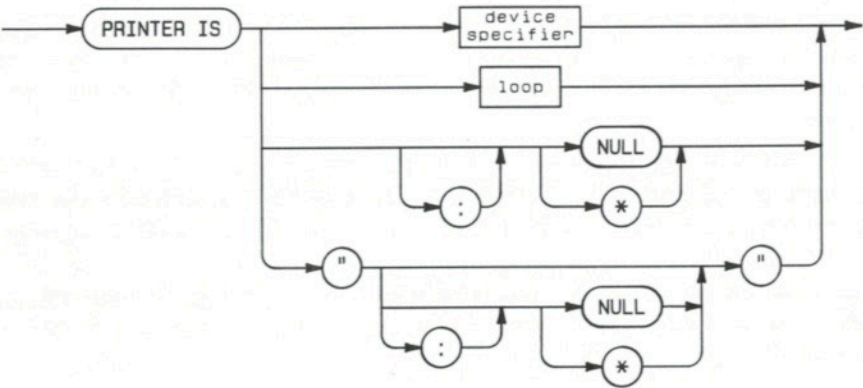 PRINTER IS
device
specifier
loop
NULL
:
*
"
"
NULL
:
*